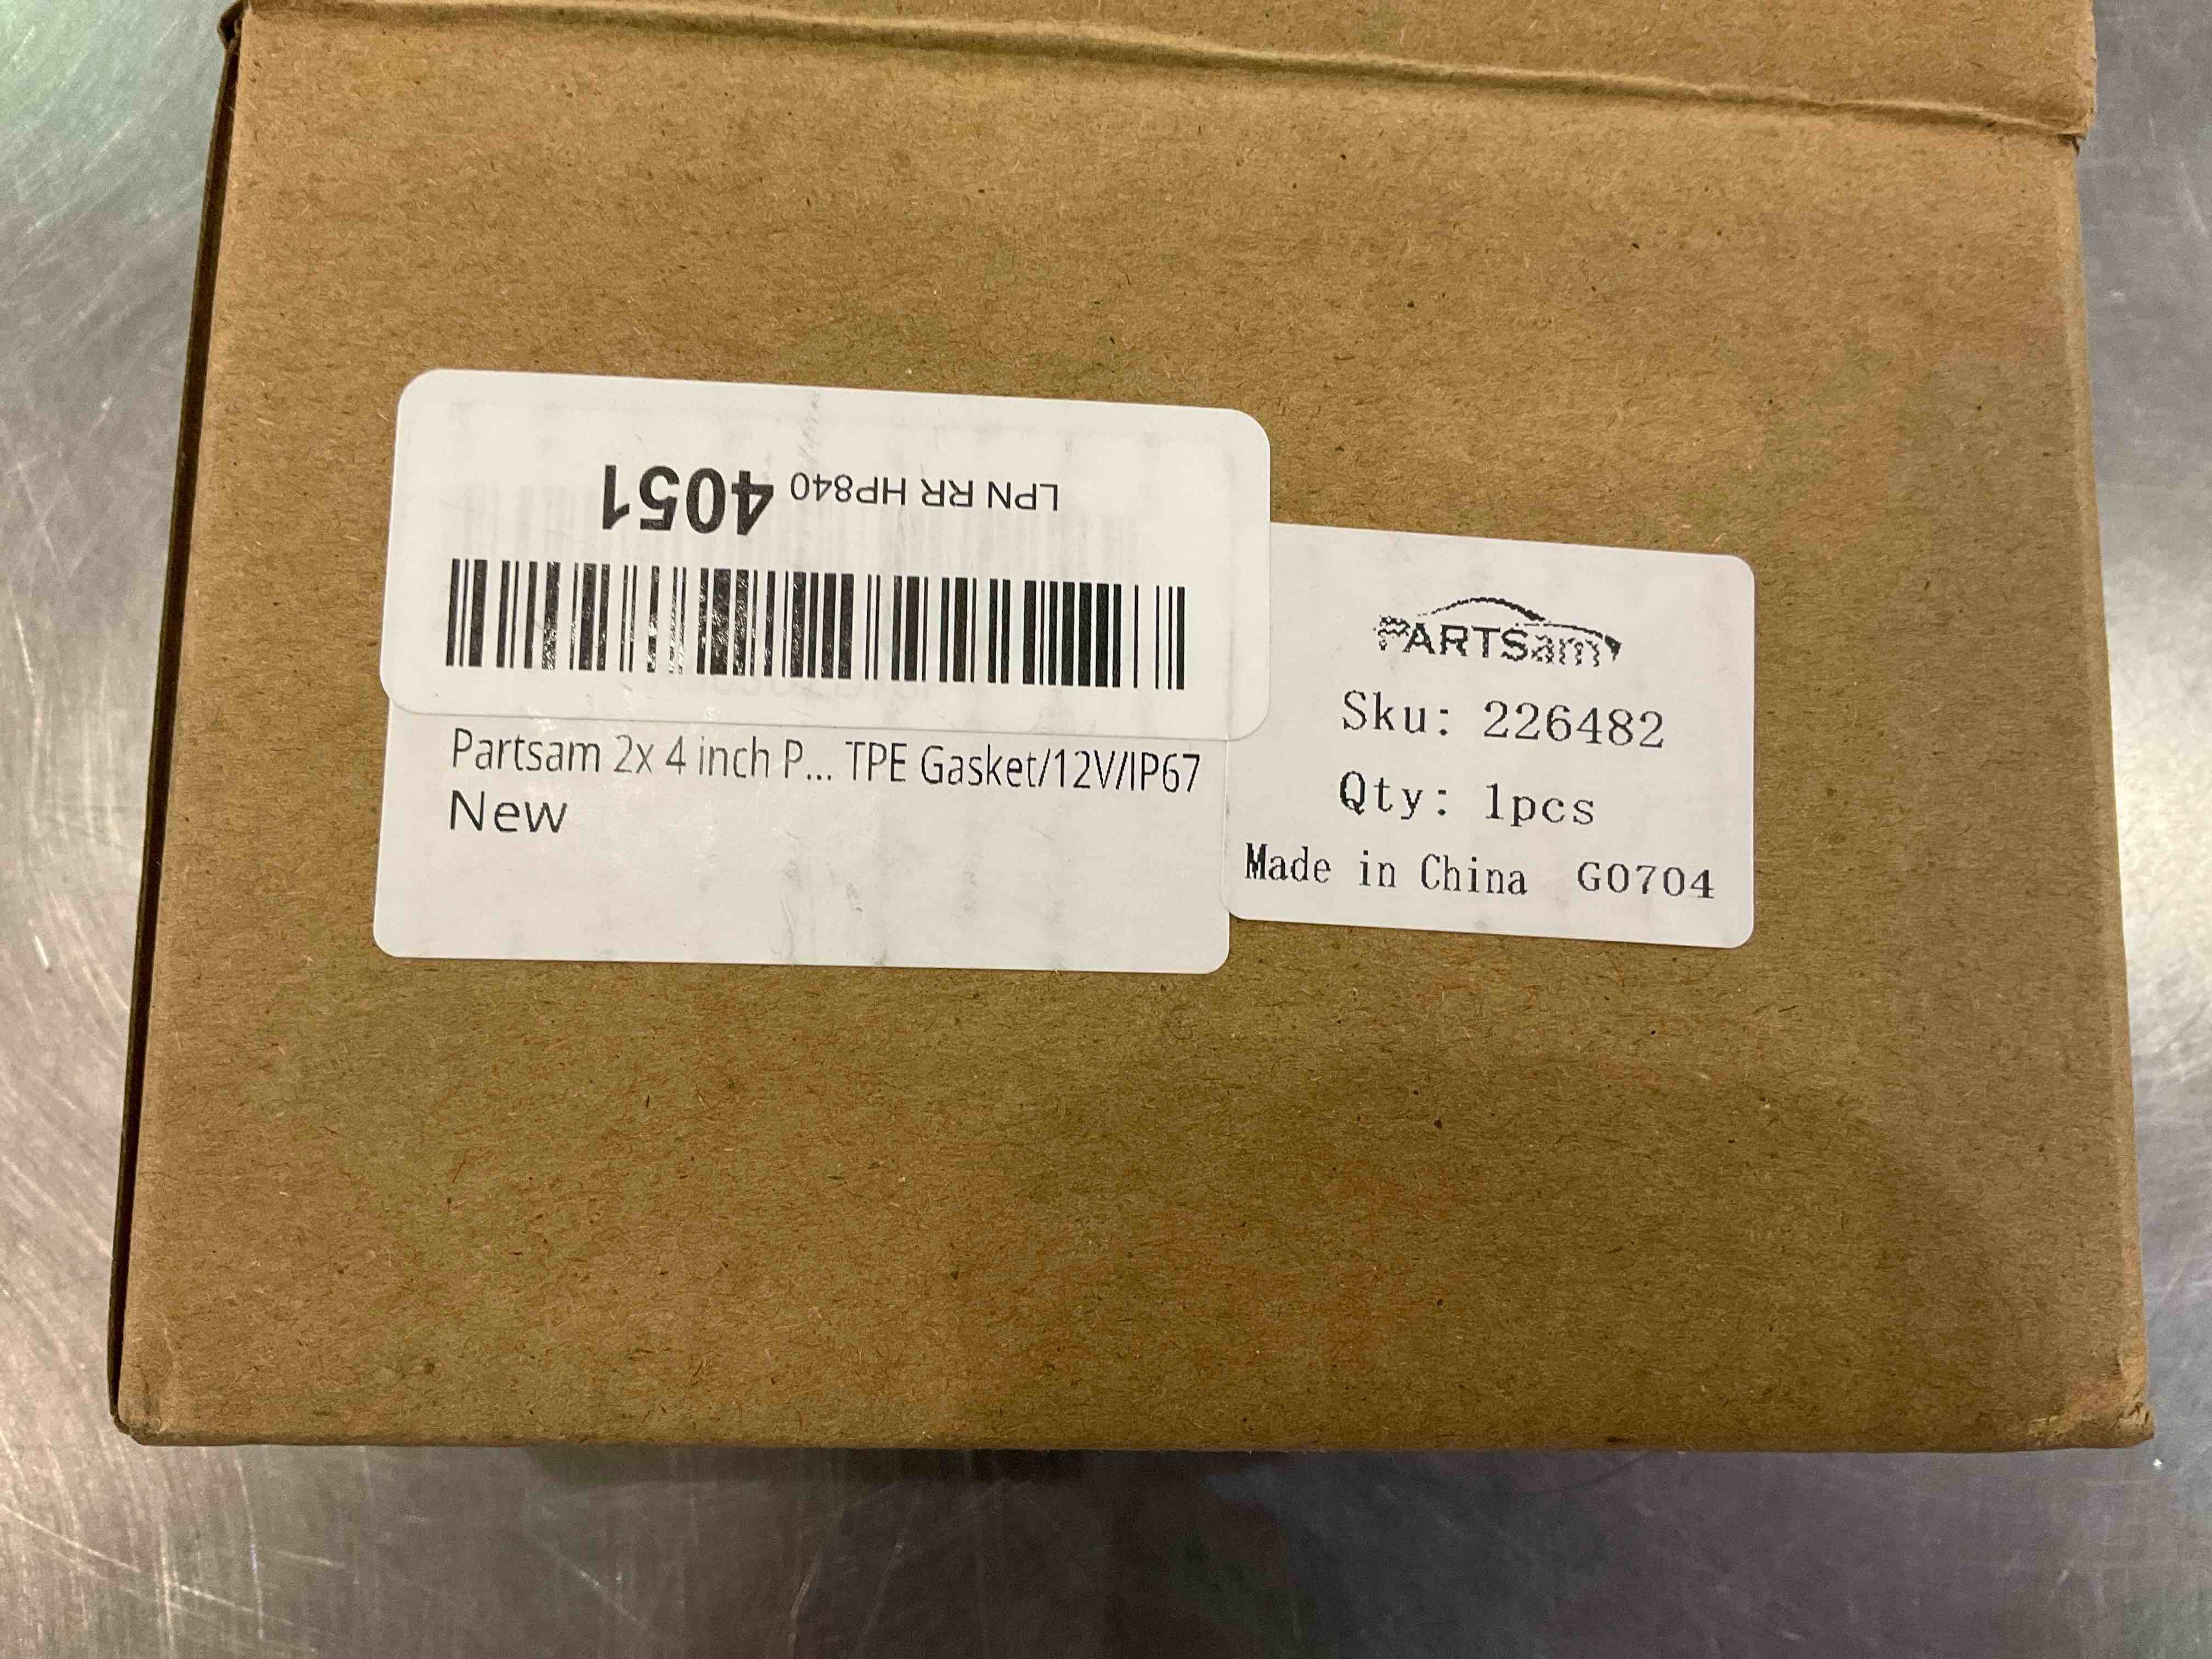 LPN RR HP840 4051
Partsam 2x 4 inch P... TPE Gasket/12V/IP67
New
PARTSam
Sku: 226482
Qty: 1pcs
Made in China G0704